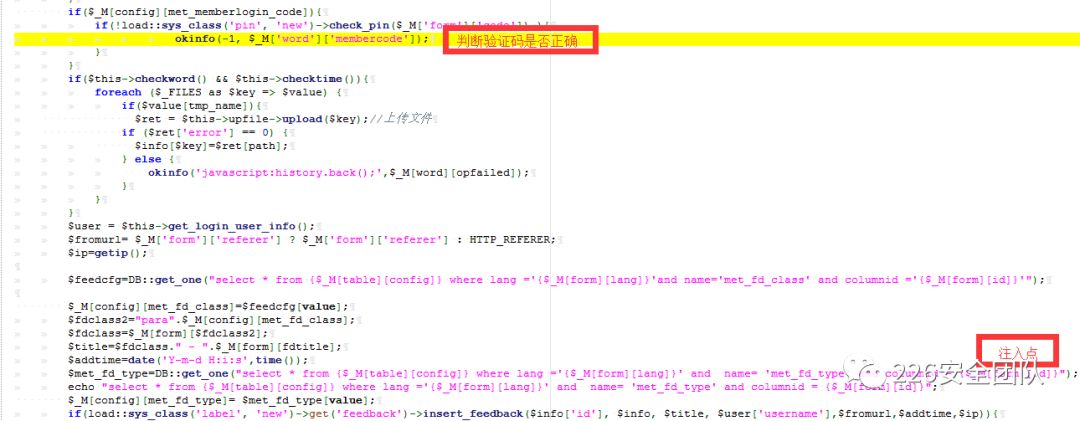 if($_M[config][met_memberlogin_code]){
if(!load::sys_class('pin', 'new')->check_pin($_M['form']['code']) ){
okinfo(-1, $_M['word']['membercode']);
判断验证码是否正确
}
}
if($this->checkword() && $this->checktime()){
foreach ($_FILES as $key => $value) {
if($value[tmp_name]){
$ret = $this->upfile->upload($key);//上传文件
if ($ret['error'] == 0) {
$info[$key]=$ret[path];
} else {
okinfo('javascript:history.back();',$_M[word][opfailed]);
}
}
}
$user = $this->get_login_user_info();
$fromurl= $_M['form']['referer'] ? $_M['form']['referer'] : HTTP_REFERER;
$ip=getip();
$feedcfg=DB::get_one("select * from {$_M[table][config]} where lang ='{$_M[form][lang]}'and name='met_fd_class' and columnid ='{$_M[form][id]}'");
$_M[config][met_fd_class]=$feedcfg[value];
$fdclass2="para".$_M[config][met_fd_class];
$fdclass=$_M[form][$fdclass2];
$title=$fdclass." - ".$_M[form][fdtitle];
$addtime=date('Y-m-d H:i:s',time());
注入点
$met_fd_type=DB::get_one("select * from {$_M[table][config]} where lang ='{$_M[form][lang]}' and  name= 'met_fd_type' {$_M[form][id]}");
echo "select * from {$_M[table][config]} where lang ='{$_M[form][lang]}' and  name= 'met_fd_type' and columnid = {$_M[form][id]}";
$_M[config][met_fd_type]= $met_fd_type[value];
if(load::sys_class('label', 'new')->get('feedback')->insert_feedback($info['id'], $info, $title, $user['username'],$fromurl,$addtime,$ip)){
226安全团队